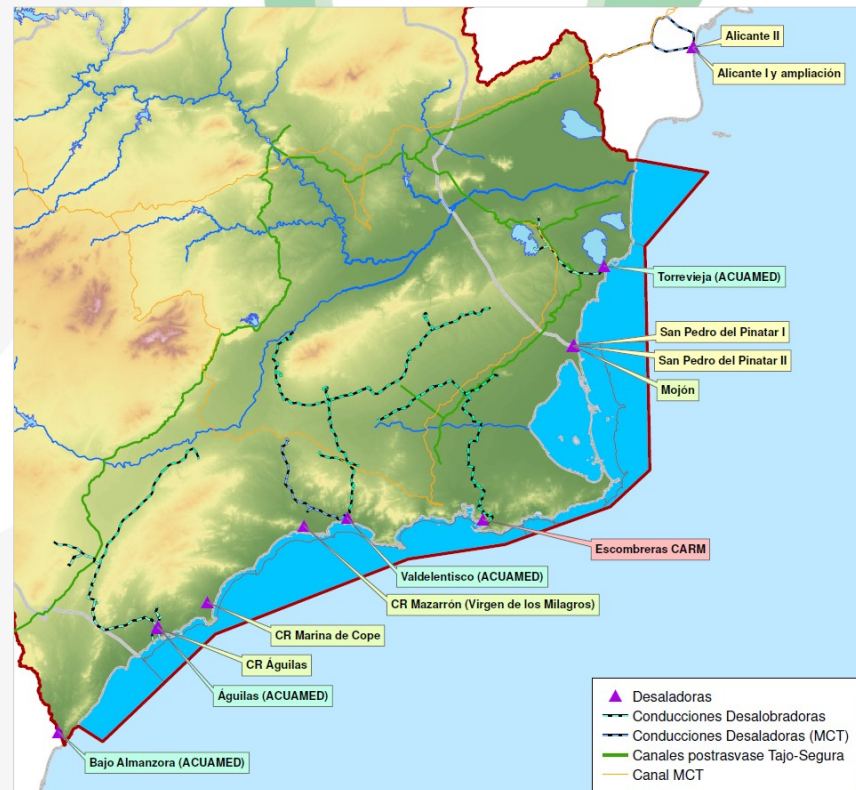 Alicante II
Alicante I y ampliación
Torrevieja (ACUAMED)
San Pedro del Pinatar I
San Pedro del Pinatar II
Mojón
Escombreras CARM
Valdelentisco (ACUAMED)
CR Mazarrón (Virgen de los Milagros)
CR Marina de Cope
CR Águilas
Águilas (ACUAMED)
Bajo Almanzora (ACUAMED)
Desaladoras
Conducciones Desalobradoras
Conducciones Desaladoras (MCT)
Canales postrasvase Tajo-Segura
Canal MCT